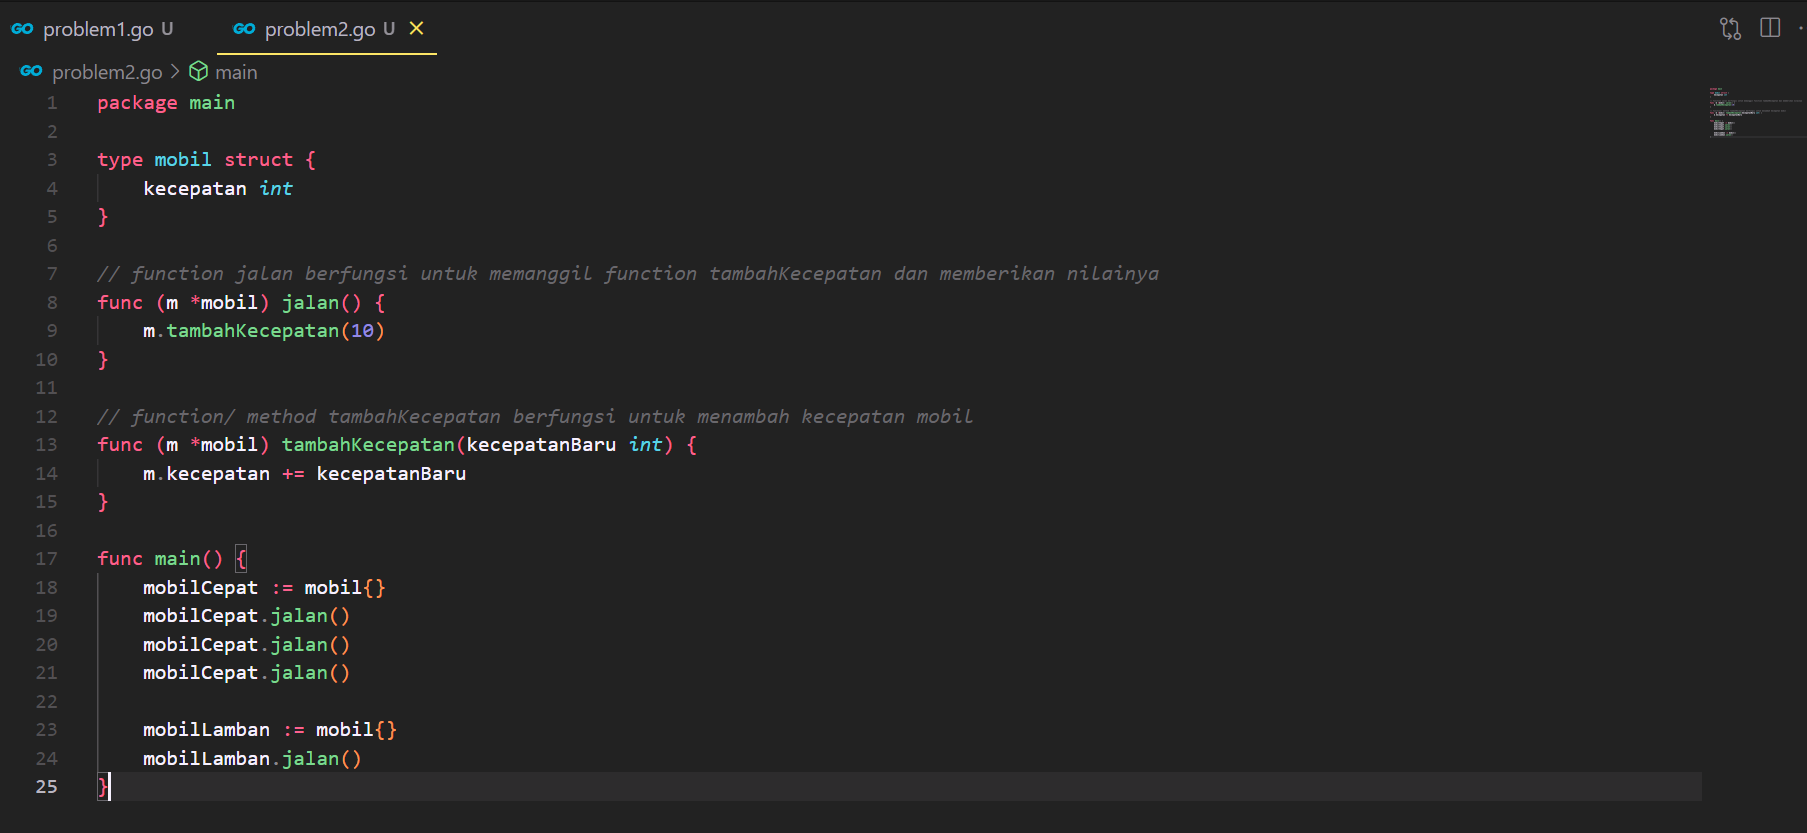 GO problem1.go U GO problem2.go U
GO problem2.go > main
1 package main
2
3 type mobil struct {
4     kecepatan int
5 }
6
7 // function jalan berfungsi untuk memanggil function tambahKecepatan dan memberikan nilainya
8 func (m *mobil) jalan() {
9     m.tambahKecepatan(10)
10 }
11
12 // function/ method tambahKecepatan berfungsi untuk menambah kecepatan mobil
13 func (m *mobil) tambahKecepatan(kecepatanBaru int) {
14     m.kecepatan += kecepatanBaru
15 }
16
17 func main() {
18     mobilCepat := mobil{}
19     mobilCepat.jalan()
20     mobilCepat.jalan()
21     mobilCepat.jalan()
22
23     mobilLamban := mobil{}
24     mobilLamban.jalan()
25 }